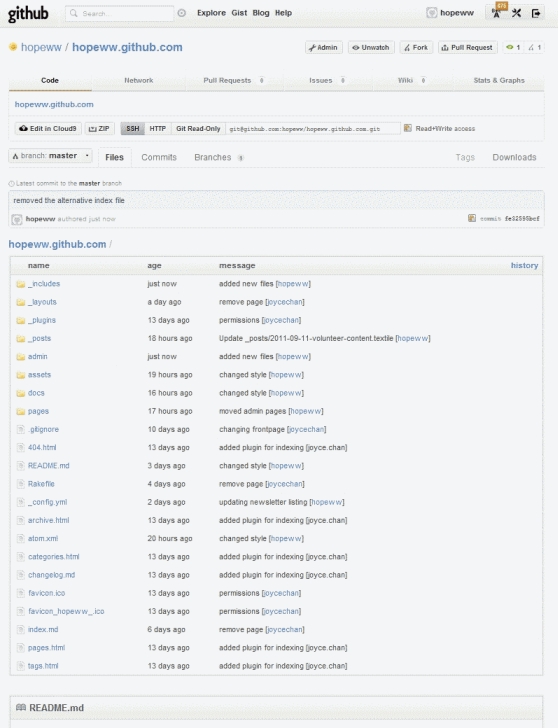 github Search... Explore Gist Blog Help hopeww
hopeww / hopeww.github.com Admin Unwatch Fork Pull Request 1 1
Code Network Pull Requests 0 Issues 0 Wiki 0 Stats & Graphs
hopeww.github.com
Edit in Cloud9 ZIP SSH HTTP Git Read-Only git@github.com:hopeww/hopeww.github.com.git Read+Write access
branch: master Files Commits Branches Tags Downloads
Latest commit to the master branch
removed the alternative index file
hopeww authored just now commit
hopeww.github.com /
name age message history
_includes just now added new files [hopeww]
_layouts a day ago remove page [joycechan]
_plugins 13 days ago permissions [joycechan]
_posts 18 hours ago Update _posts/2011-09-11-volunteer-content.textile [hopeww]
admin just now added new files [hopeww]
assets 19 hours ago changed style [hopeww]
docs 16 hours ago changed style [hopeww]
pages 17 hours ago moved admin pages [hopeww]
.gitignore 10 days ago changing frontpage [joycechan]
404.html 13 days ago added plugin for indexing [joyce.chan]
README.md 3 days ago changed style [hopeww]
Rakefile 4 days ago remove page [joycechan]
_config.yml 2 days ago updating newsletter listing [hopeww]
archive.html 13 days ago added plugin for indexing [joyce.chan]
atom.xml 20 hours ago changed style [hopeww]
categories.html 13 days ago added plugin for indexing [joyce.chan]
changelog.md 13 days ago added plugin for indexing [joyce.chan]
favicon.ico 13 days ago permissions [joycechan]
favicon_hopeww_.ico 13 days ago permissions [joycechan]
index.md 6 days ago remove page [joycechan]
pages.html 13 days ago added plugin for indexing [joyce.chan]
tags.html 13 days ago added plugin for indexing [joyce.chan]
README.md